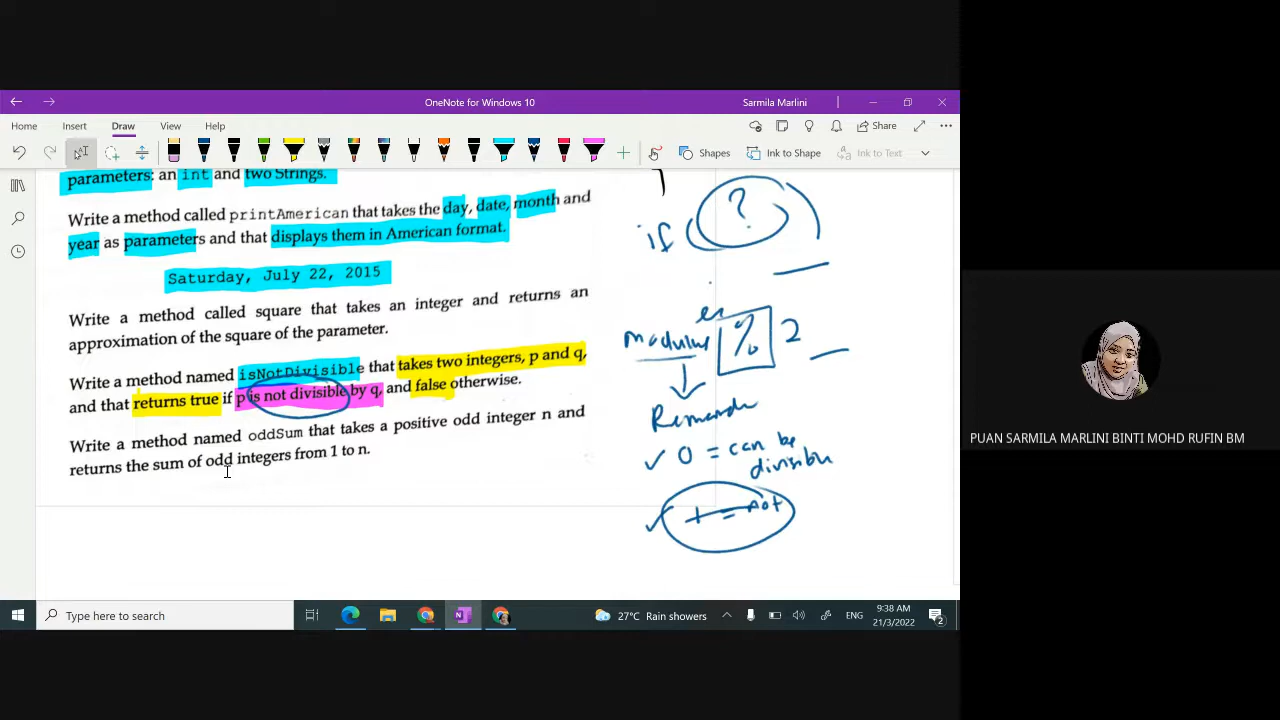 OneNote for Windows 10
Sarmila Marlini
Home
Insert
Draw
View
Help
Share
Shapes
Ink to Shape
Ink to Text
parameters: an int and two Strings.
Write a method called printAmerican that takes the day, date, month and
year as parameters and that displays them in American format.
Saturday, July 22, 2015
Write a method called square that takes an integer and returns an
approximation of the square of the parameter.
Write a method named isNotDivisible that takes two integers, p and q,
and that returns true if p is not divisible by q, and false otherwise.
Write a method named oddSum that takes a positive odd integer n and
returns the sum of odd integers from 1 to n.
if ( ? )
modulus % 2
0 = can be
+ = not
PUAN SARMILA MARLINI BINTI MOHD RUFIN BM
Type here to search
27°C Rain showers
ENG
9:38 AM
21/3/2022
2